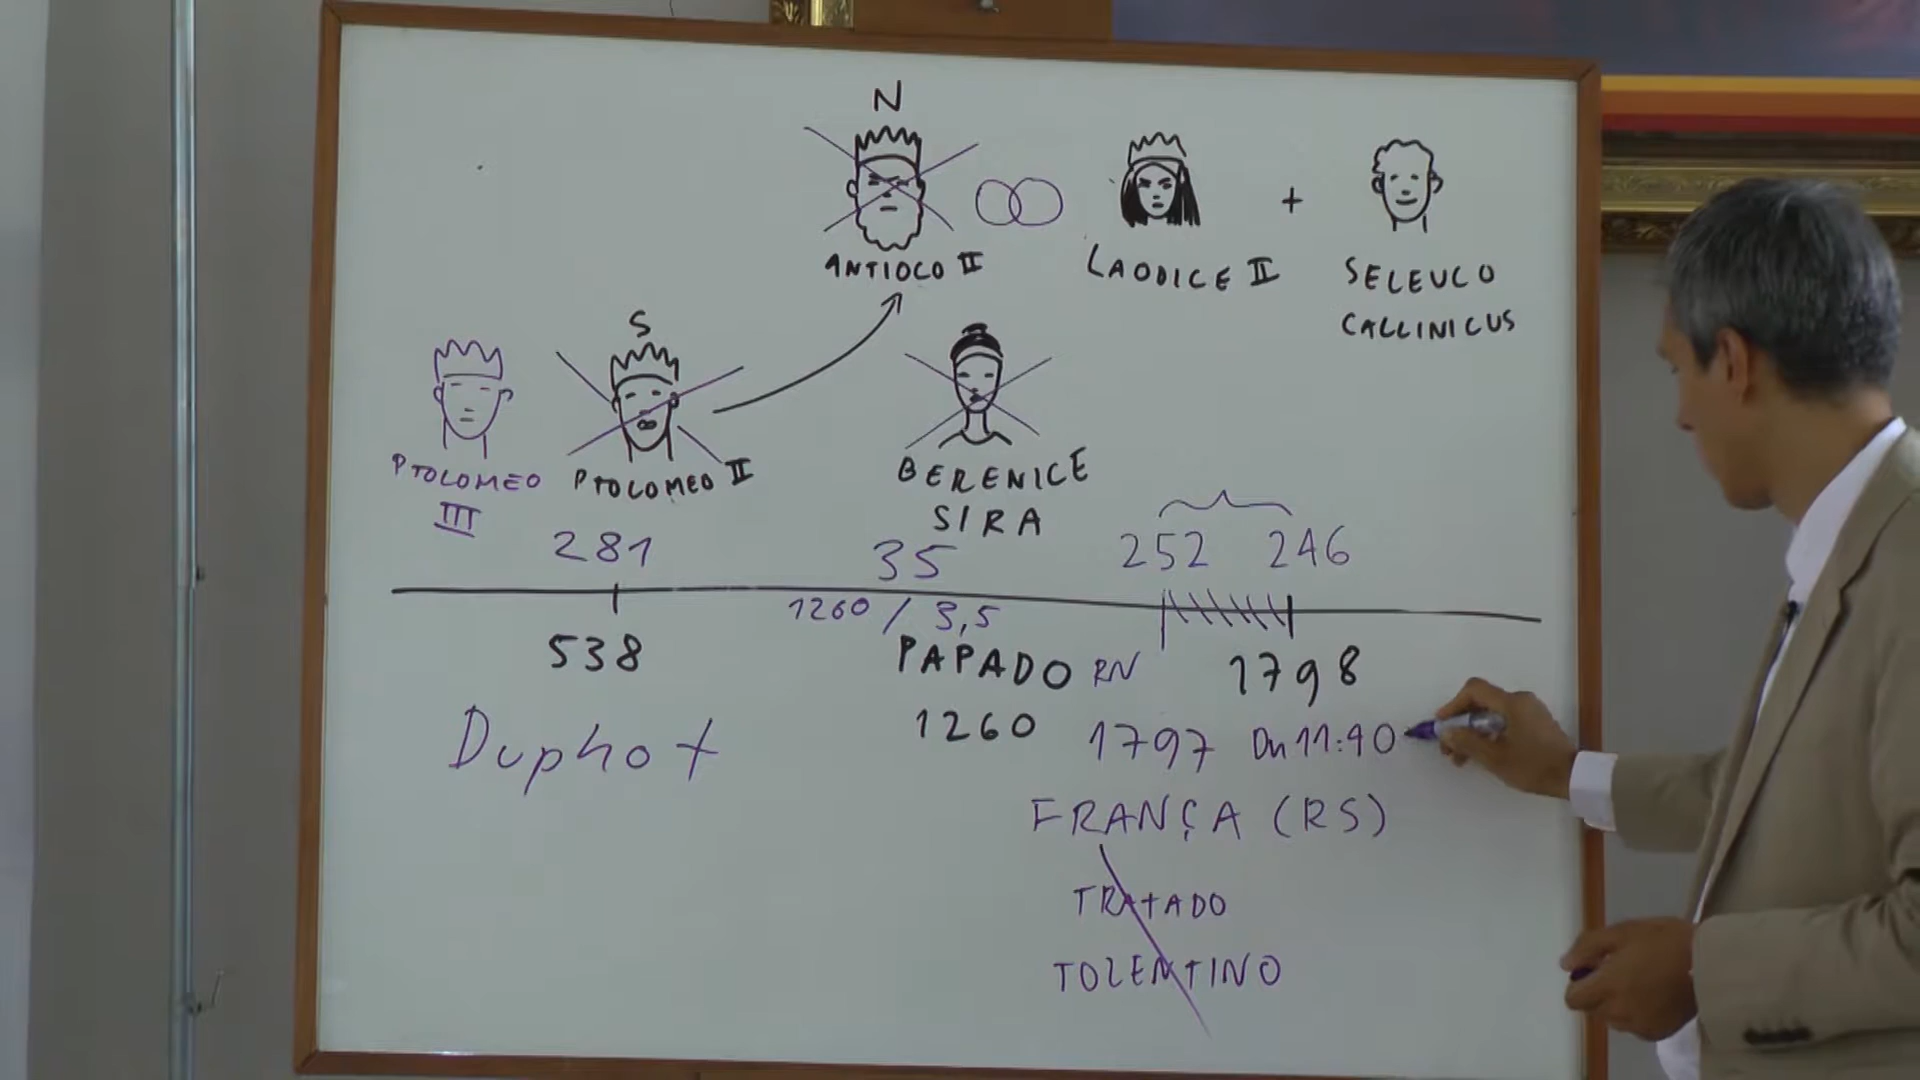 N
ANTIOCO II
LAODICE II
+
SELEUCO
CALLINICUS
S
PTOLOMEO
III
PTOLOMEO II
BERENICE
SIRA
281
35
252 246
1260 / 3,5
538
PAPADO RN
1260
1798
Duphot
1797 Dn 11:40
FRANÇA (RS)
TRATADO
TOLENTINO